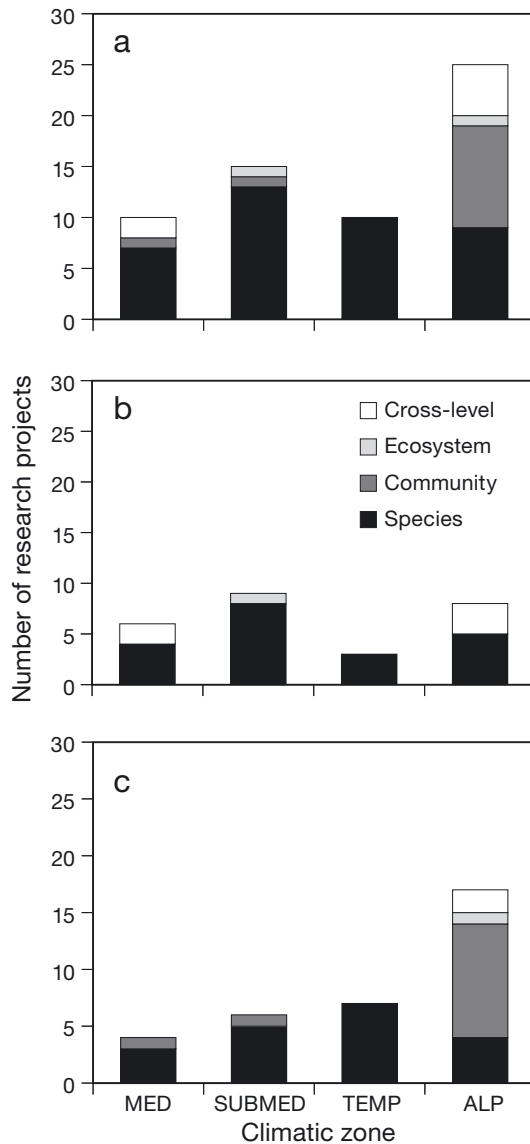 30
a
25
20
15
10
5
0
Number of research projects
30
b
Cross-level
25
Ecosystem
20
Community
15
Species
10
5
0
30
c
25
20
15
10
5
0
MED SUBMED TEMP ALP
Climatic zone